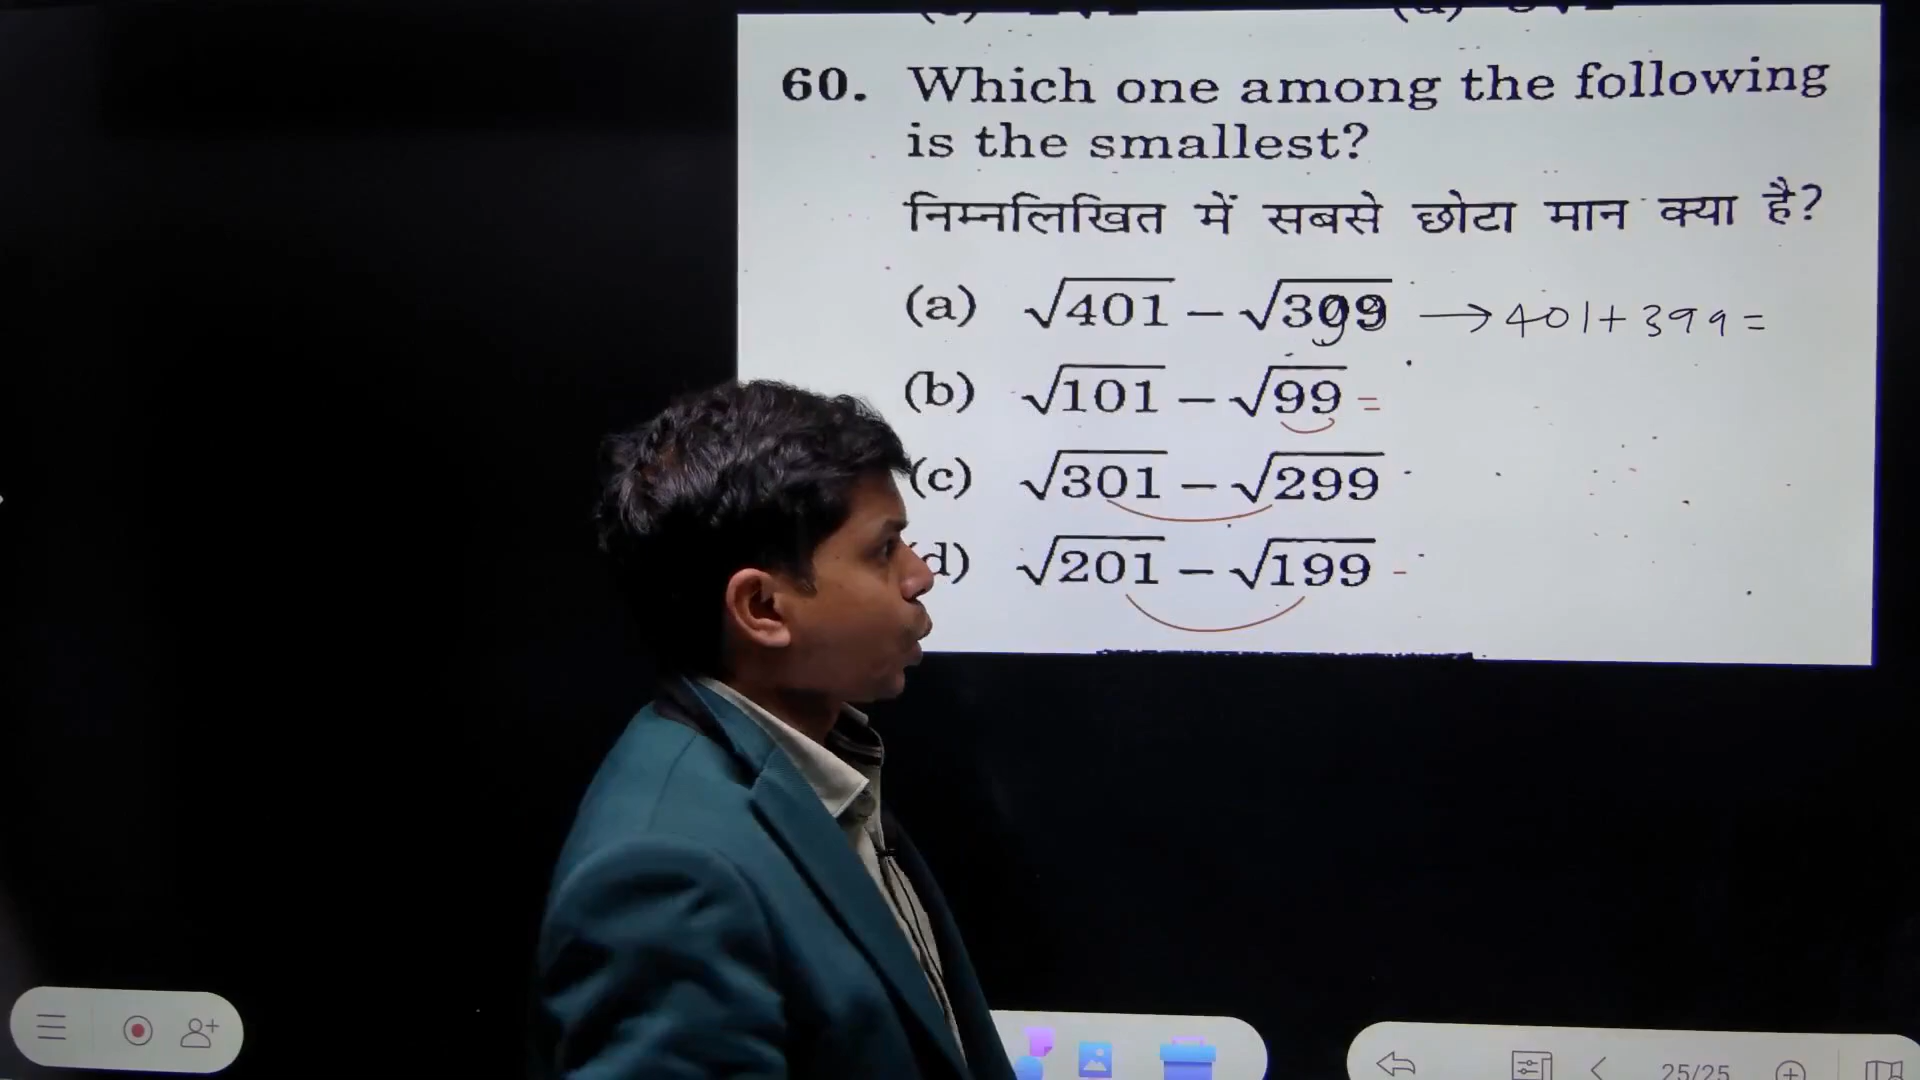 60. Which one among the following
is the smallest?
निम्नलिखित में सबसे छोटा मान क्या है?
(a) √401 – √399 → 401+399=
(b) √101 – √99 =
(c) √301 – √299
(d) √201 – √199 -
25/25